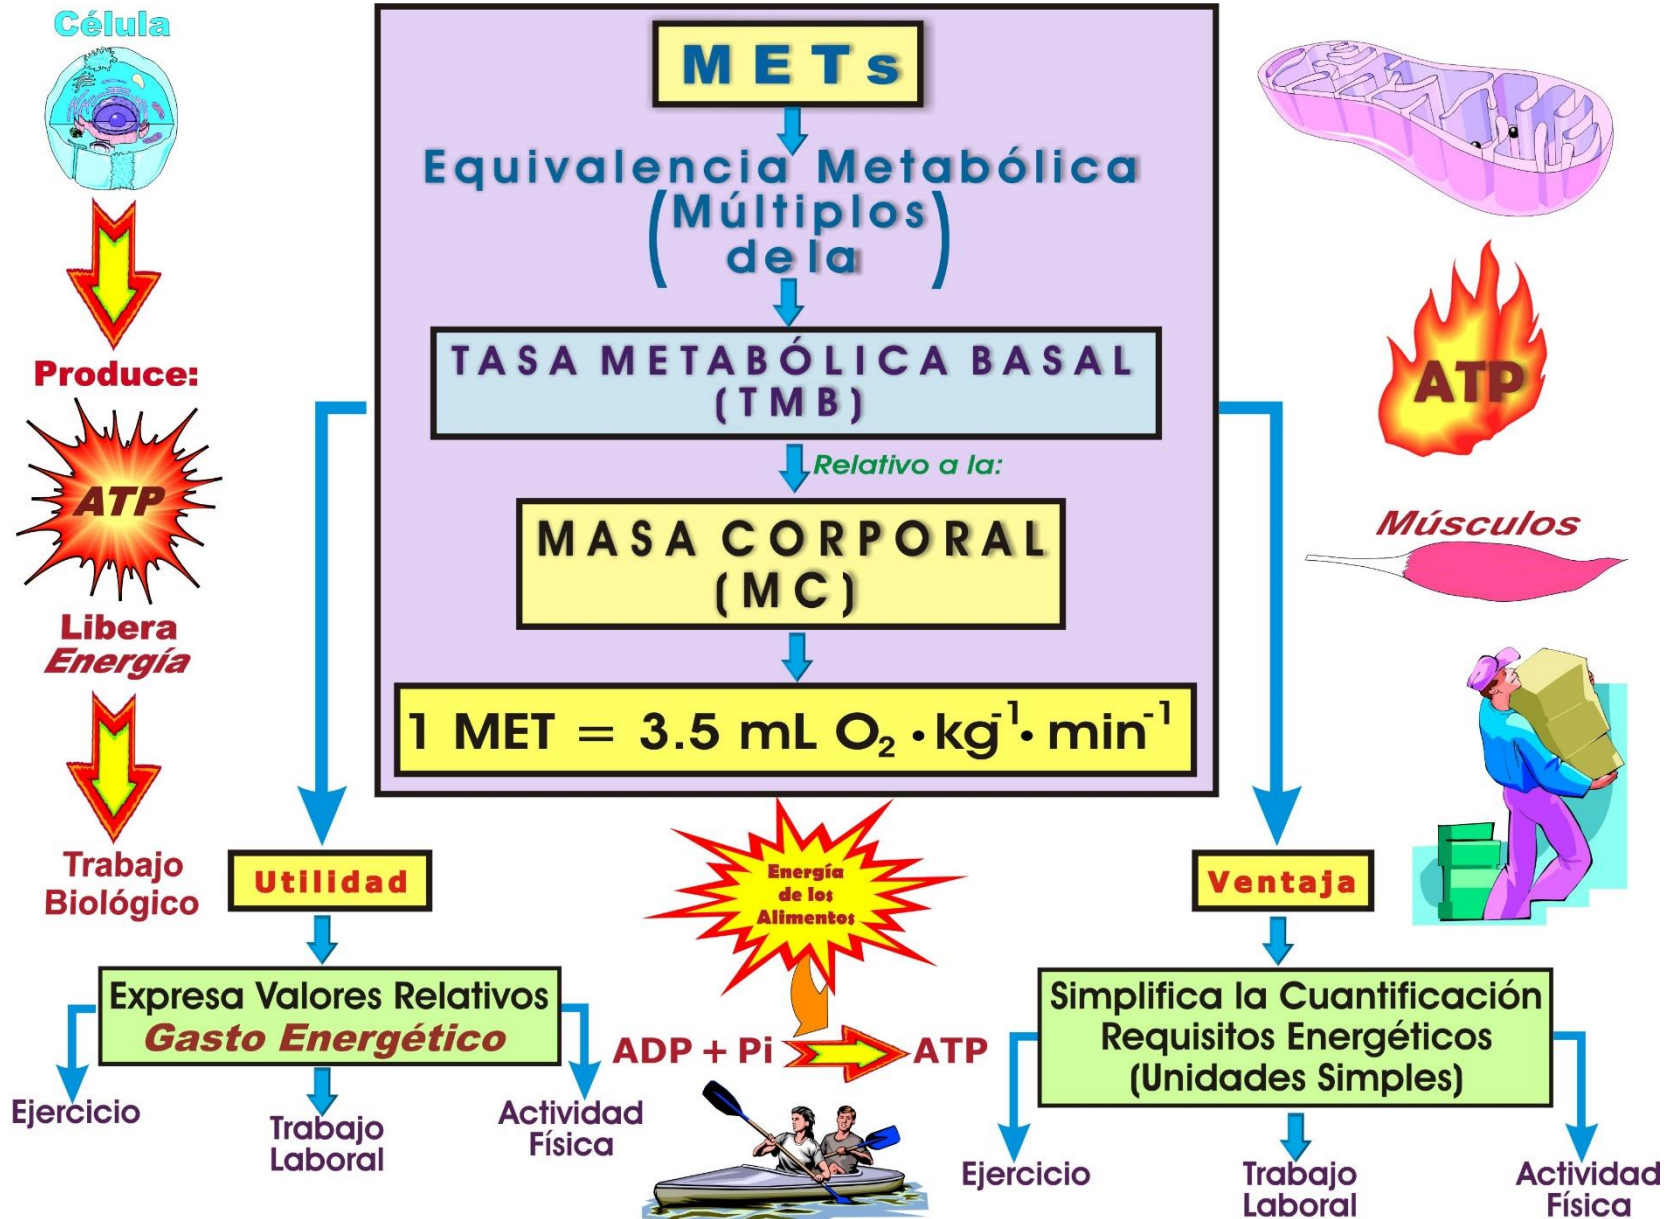 Célula
Produce:
ATP
Libera
Energía
Trabajo
Biológico
METs
Equivalencia Metabólica
(Múltiplos
de la)
TASA METABÓLICA BASAL
(TMB)
Relativo a la:
MASA CORPORAL
(MC)
1 MET = 3.5 mL O₂ · kg⁻¹ · min⁻¹
ATP
Músculos
Utilidad
Expresa Valores Relativos
Gasto Energético
Ejercicio
Trabajo
Laboral
Actividad
Física
Energía
de los
Alimentos
ADP + Pi
ATP
Ventaja
Simplifica la Cuantificación
Requisitos Energéticos
(Unidades Simples)
Ejercicio
Trabajo
Laboral
Actividad
Física